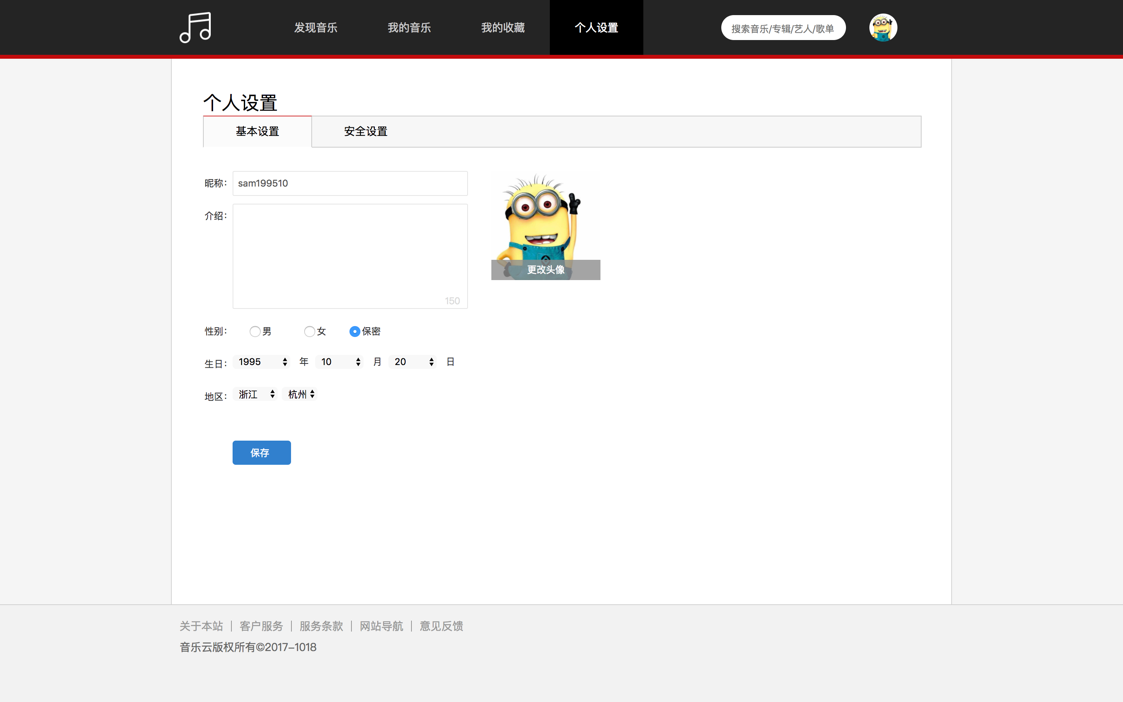 发现音乐 我的音乐 我的收藏 个人设置 搜索音乐/专辑/艺人/歌单
个人设置
基本设置 安全设置
昵称: sam199510
介绍:
150
更改头像
性别: 男 女 保密
生日: 1995 年 10 月 20 日
地区: 浙江 杭州
保存
关于本站 | 客户服务 | 服务条款 | 网站导航 | 意见反馈
音乐云版权所有©2017-1018